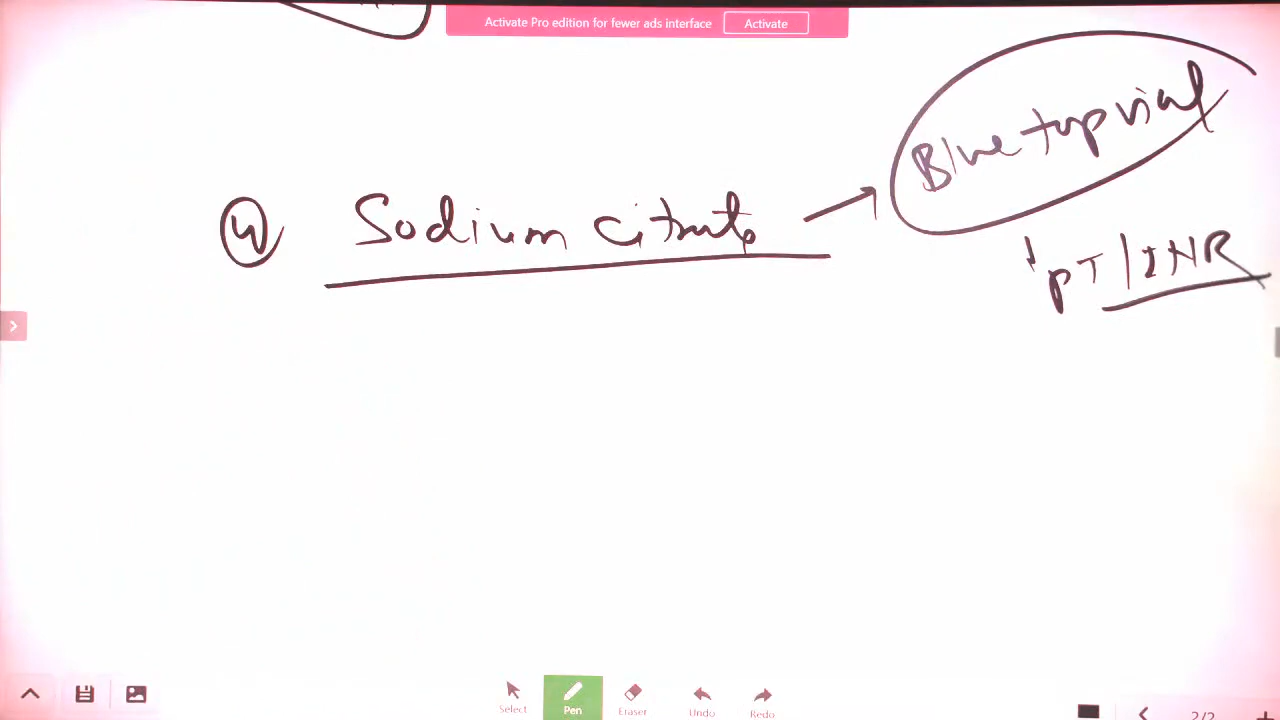 Activate Pro edition for fewer ads interface Activate
Blue top vial
④ Sodium citrate →
PT/INR
Select Pen Eraser Undo Redo
2/2